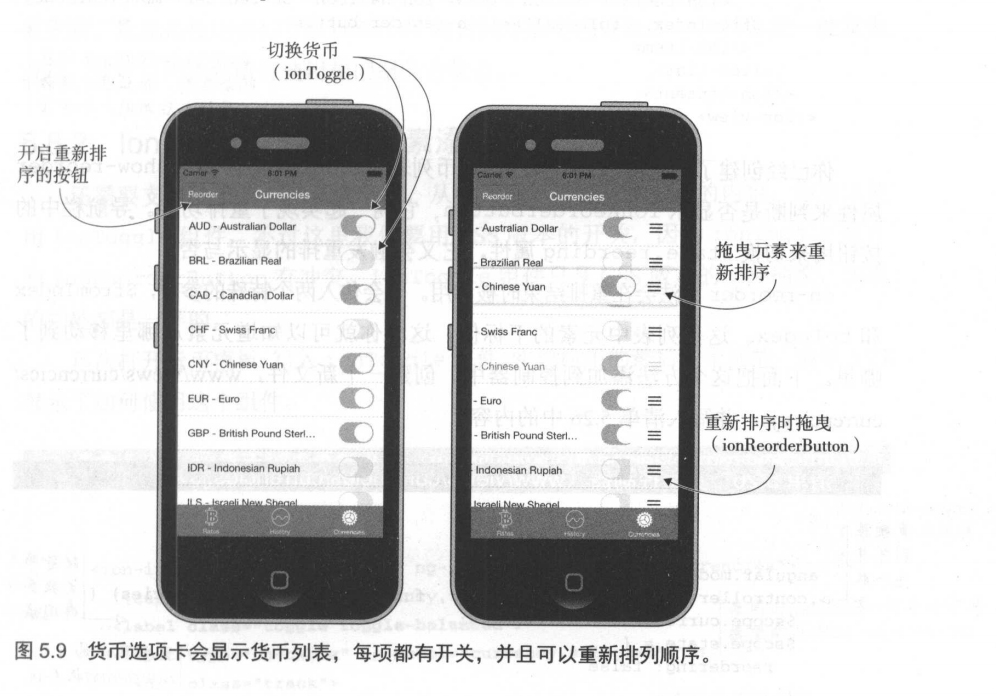 切换货币
（ionToggle）
开启重新排
序的按钮
Carrier 6:01 PM
Reorder Currencies
AUD - Australian Dollar
BRL - Brazilian Real
CAD - Canadian Dollar
CHF - Swiss Franc
CNY - Chinese Yuan
EUR - Euro
GBP - British Pound Sterl...
IDR - Indonesian Rupiah
ILS - Israeli New Sheqel
Rates History Currencies
Carrier 6:01 PM
Reorder Currencies
- Australian Dollar
- Brazilian Real
- Chinese Yuan
- Swiss Franc
- Chinese Yuan
- Euro
- British Pound Sterl...
Indonesian Rupiah
Israeli New Sheqel
Rates History Currencies
拖曳元素来重
新排序
重新排序时拖曳
（ionReorderButton）
图 5.9 货币选项卡会显示货币列表，每项都有开关，并且可以重新排列顺序。